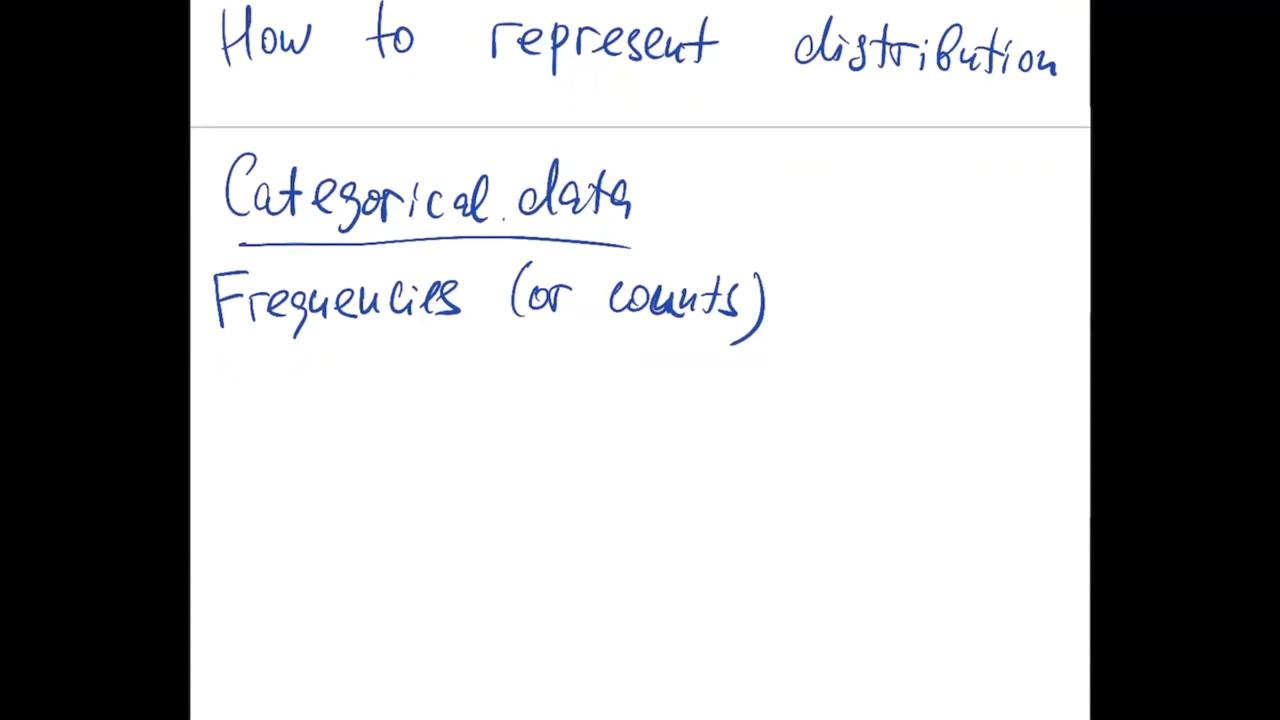 How to represent distribution
Categorical data
Frequencies (or counts)